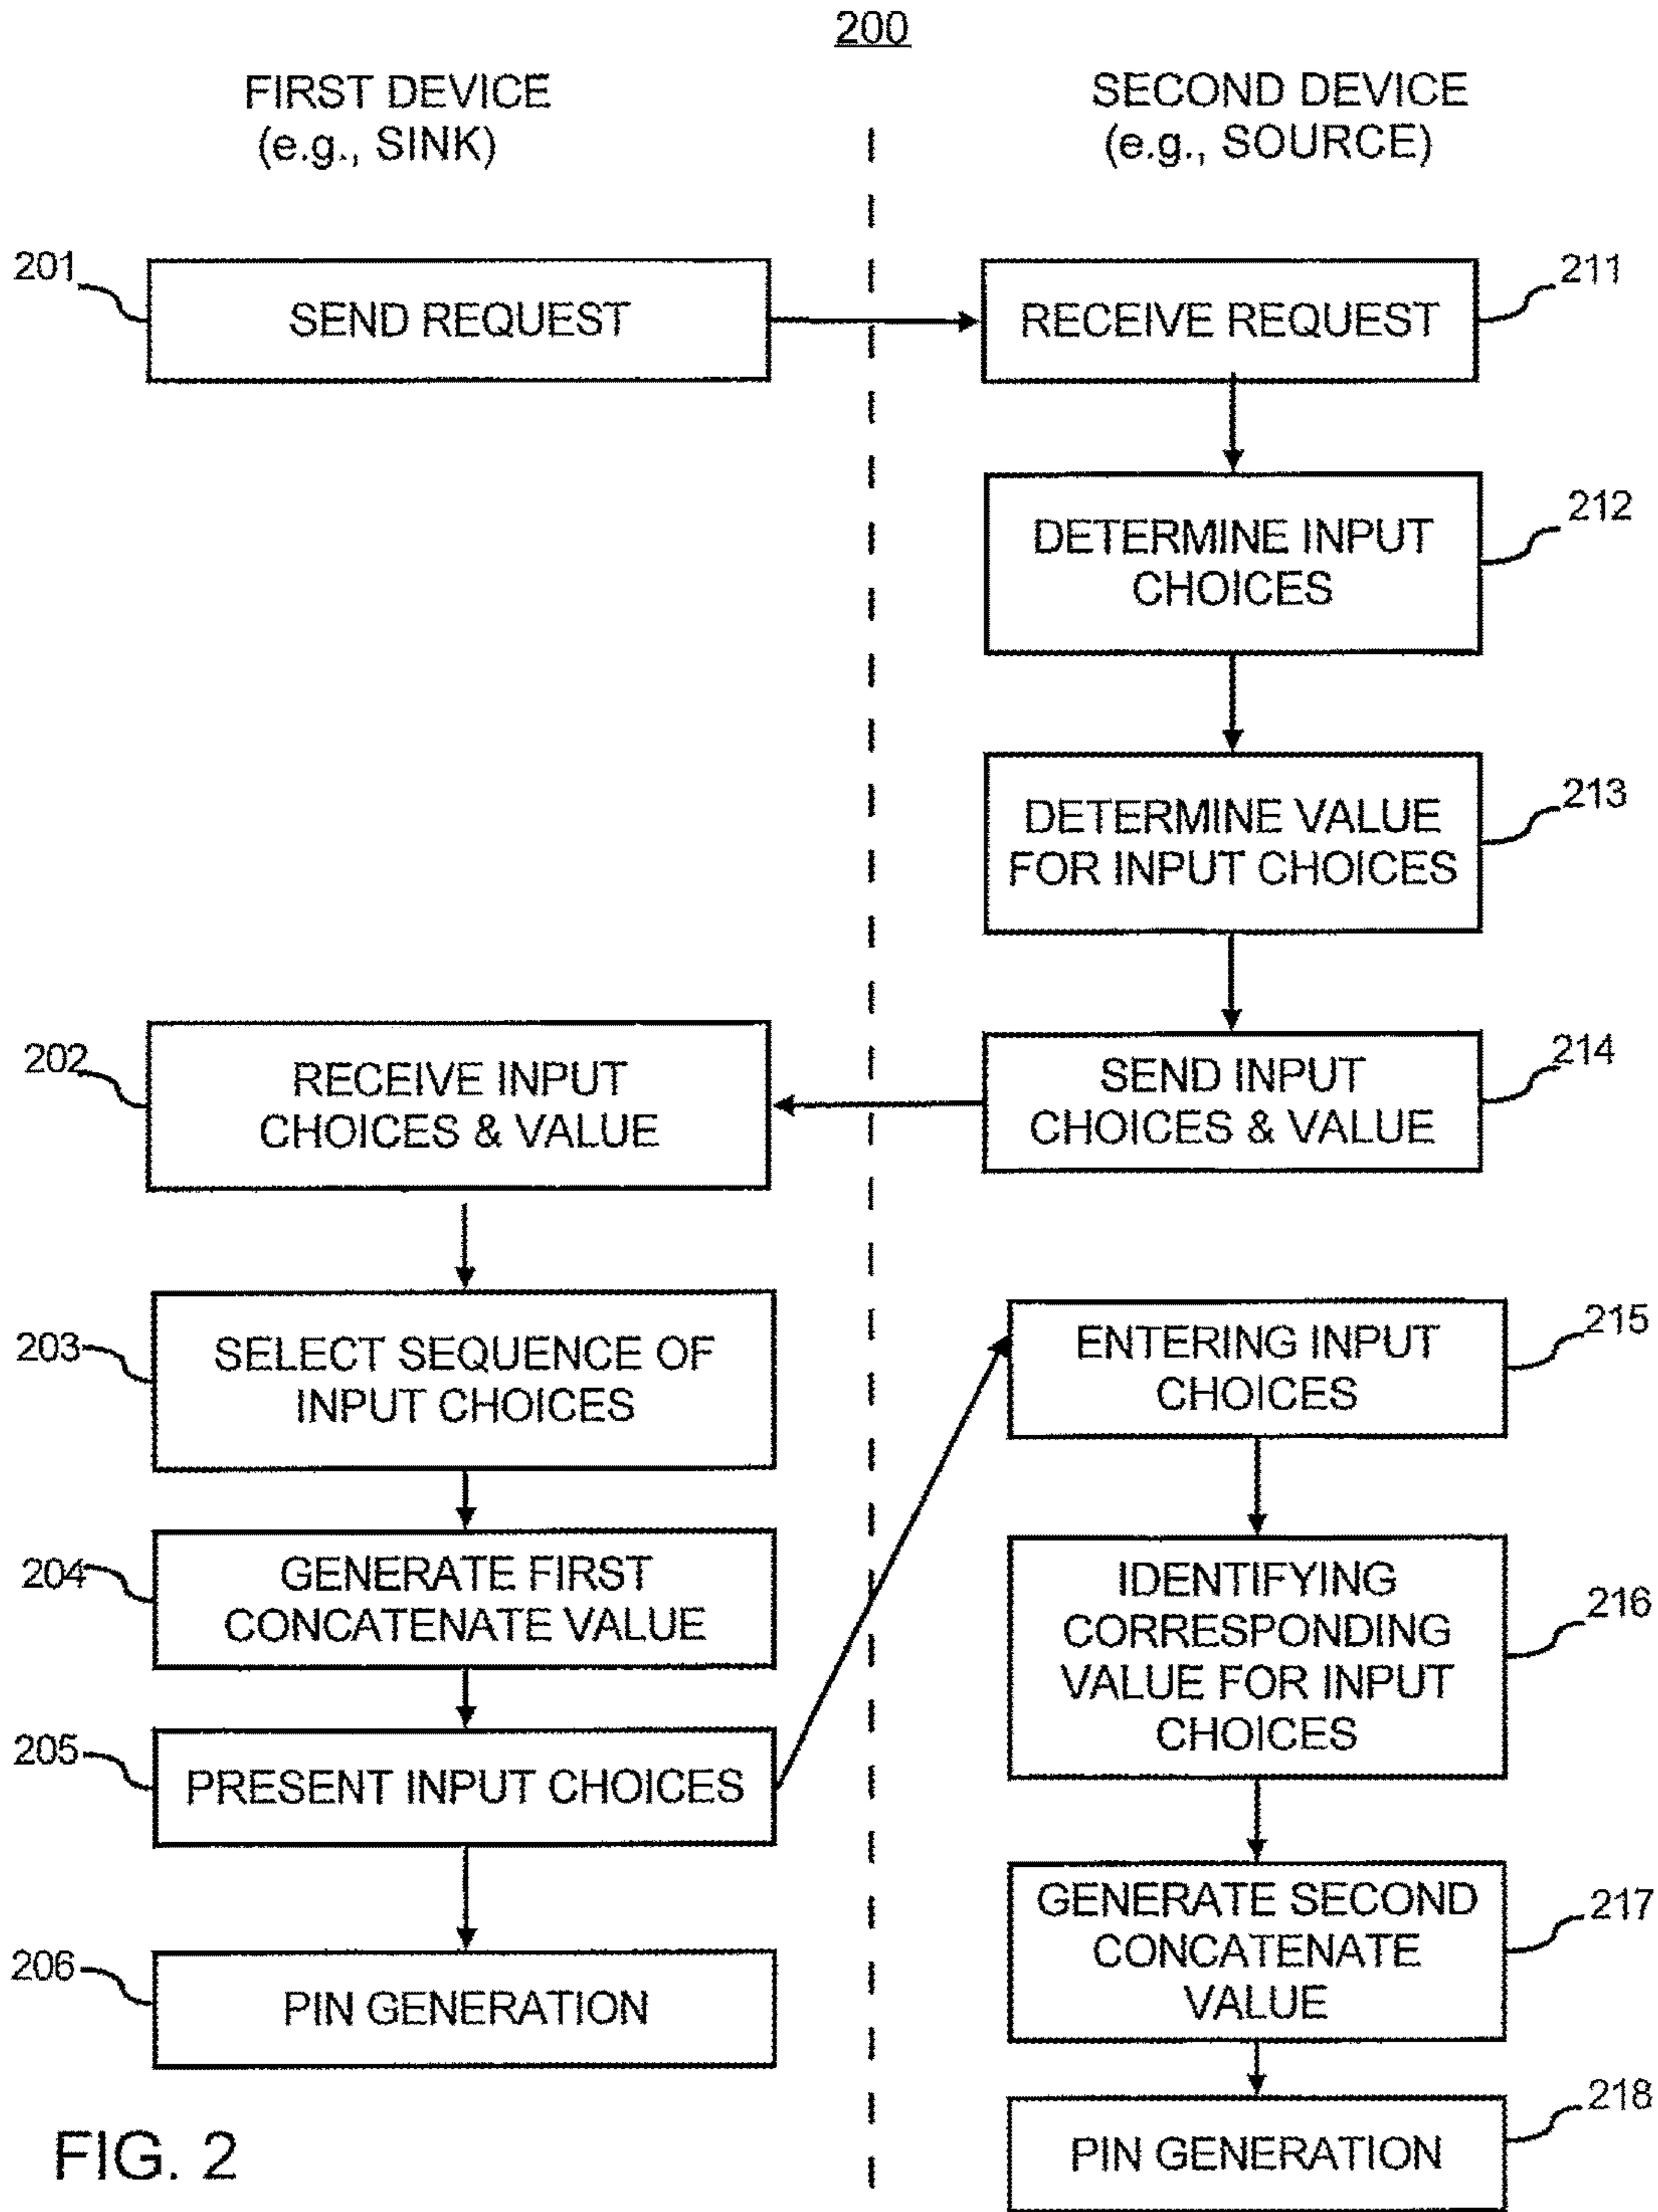 200
FIRST DEVICE
(e.g., SINK)
SECOND DEVICE
(e.g., SOURCE)
201
SEND REQUEST
RECEIVE REQUEST
211
DETERMINE INPUT
CHOICES
212
DETERMINE VALUE
FOR INPUT CHOICES
213
202
RECEIVE INPUT
CHOICES & VALUE
SEND INPUT
CHOICES & VALUE
214
203
SELECT SEQUENCE OF
INPUT CHOICES
ENTERING INPUT
CHOICES
215
204
GENERATE FIRST
CONCATENATE VALUE
IDENTIFYING
CORRESPONDING
VALUE FOR INPUT
CHOICES
216
205
PRESENT INPUT CHOICES
GENERATE SECOND
CONCATENATE
VALUE
217
206
PIN GENERATION
PIN GENERATION
218
FIG. 2